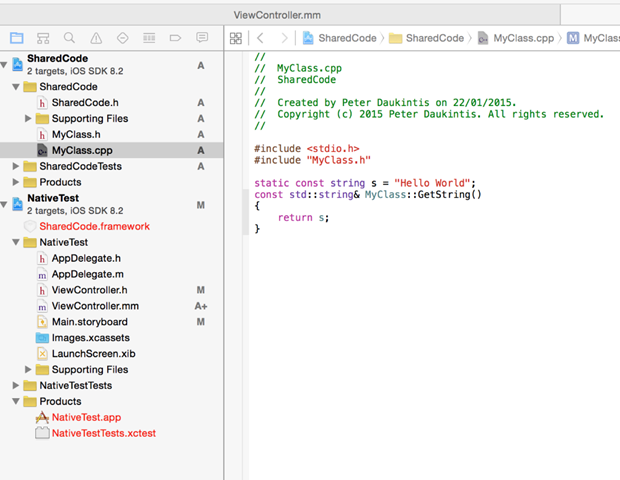 ViewController.mm
SharedCode
SharedCode
MyClass.cpp
M
MyClass
SharedCode
A
2 targets, iOS SDK 8.2
SharedCode
A
h
SharedCode.h
A
Supporting Files
A
h
MyClass.h
A
MyClass.cpp
A
SharedCodeTests
A
Products
NativeTest
M
2 targets, iOS SDK 8.2
SharedCode.framework
NativeTest
h
AppDelegate.h
m
AppDelegate.m
h
ViewController.h
M
m
ViewController.mm
A+
Main.storyboard
M
Images.xcassets
LaunchScreen.xib
Supporting Files
NativeTestTests
Products
NativeTest.app
NativeTestTests.xctest
//
//  MyClass.cpp
//  SharedCode
//
//  Created by Peter Daukintis on 22/01/2015.
//  Copyright (c) 2015 Peter Daukintis. All rights reserved.
//
#include <stdio.h>
#include "MyClass.h"
static const string s = "Hello World";
const std::string& MyClass::GetString()
{
    return s;
}